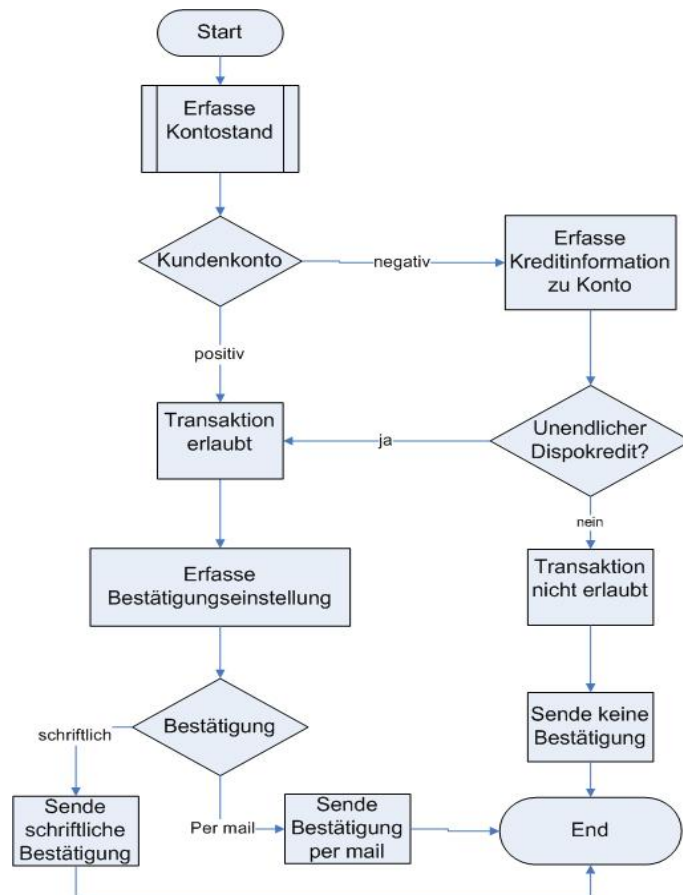 Start
Erfasse
Kontostand
Kundenkonto
negativ
Erfasse
Kreditinformation
zu Konto
positiv
Transaktion
erlaubt
ja
Unendlicher
Dispokredit?
nein
Erfasse
Bestätigungseinstellung
Transaktion
nicht erlaubt
Bestätigung
schriftlich
Sende keine
Bestätigung
Sende
schriftliche
Bestätigung
Per mail
Sende
Bestätigung
per mail
End